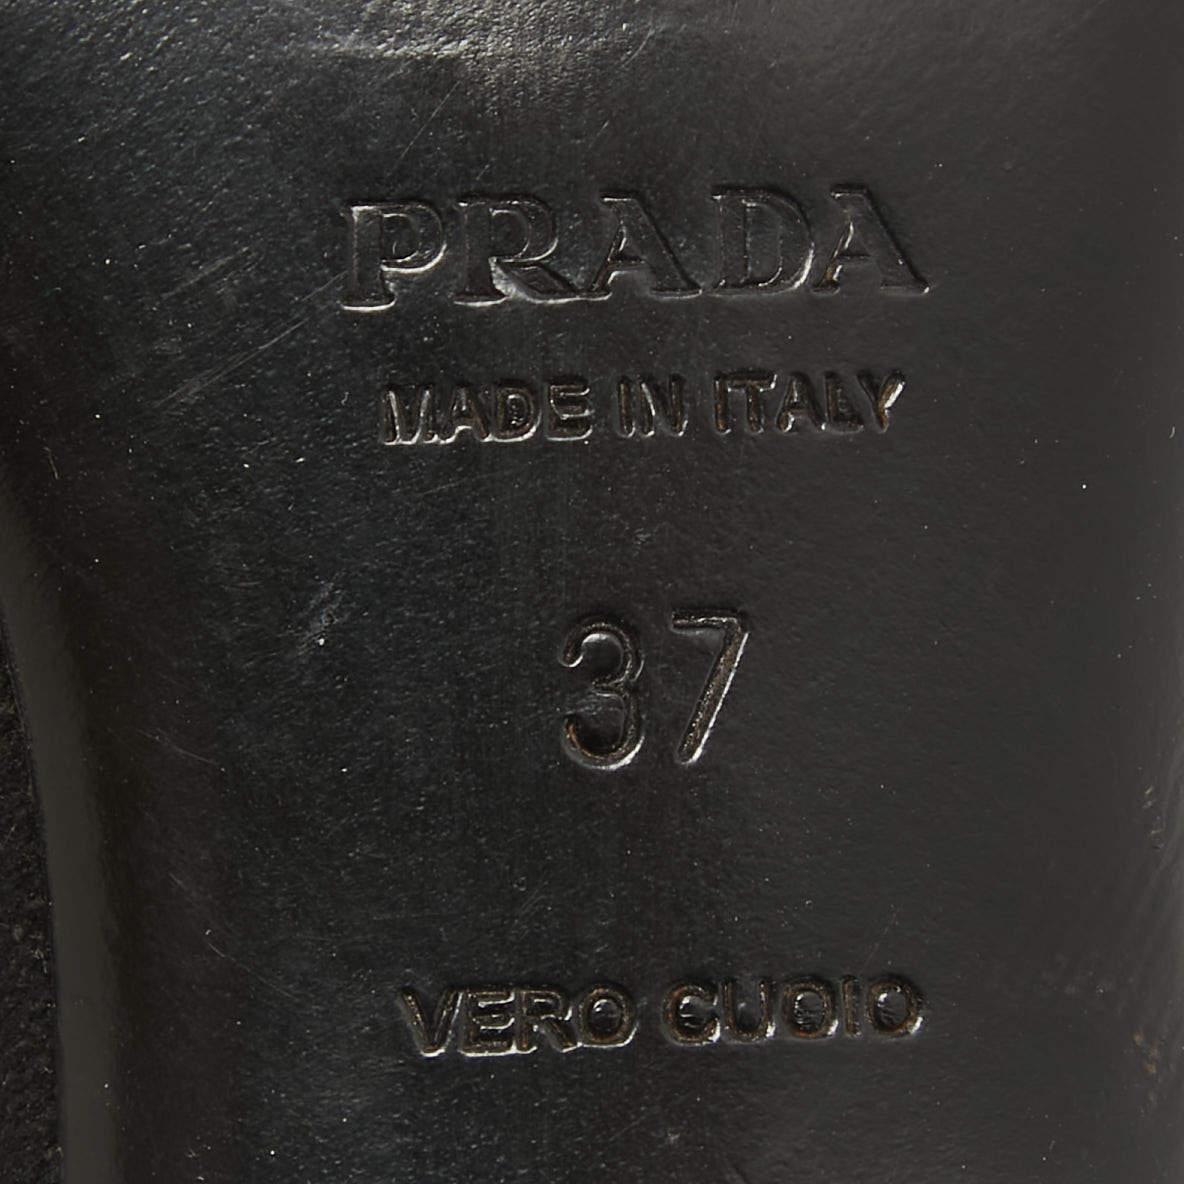 PRADA
MADE IN ITALY
37
VERO CUOIO